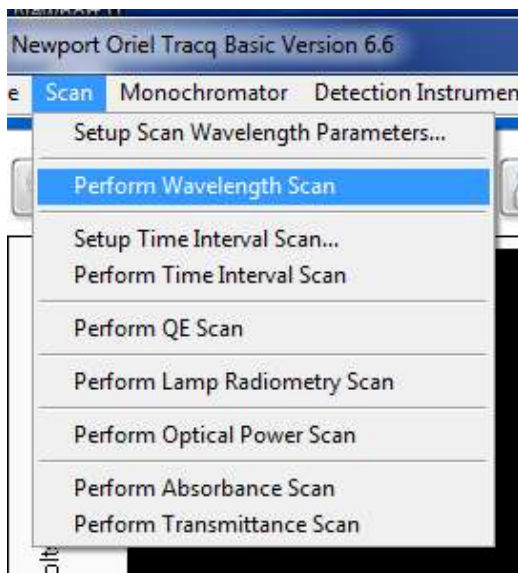 Newport Oriel Tracq Basic Version 6.6
e Scan Monochromator Detection Instrumen
Setup Scan Wavelength Parameters...
Perform Wavelength Scan
Setup Time Interval Scan...
Perform Time Interval Scan
Perform QE Scan
Perform Lamp Radiometry Scan
Perform Optical Power Scan
Perform Absorbance Scan
Perform Transmittance Scan
olte